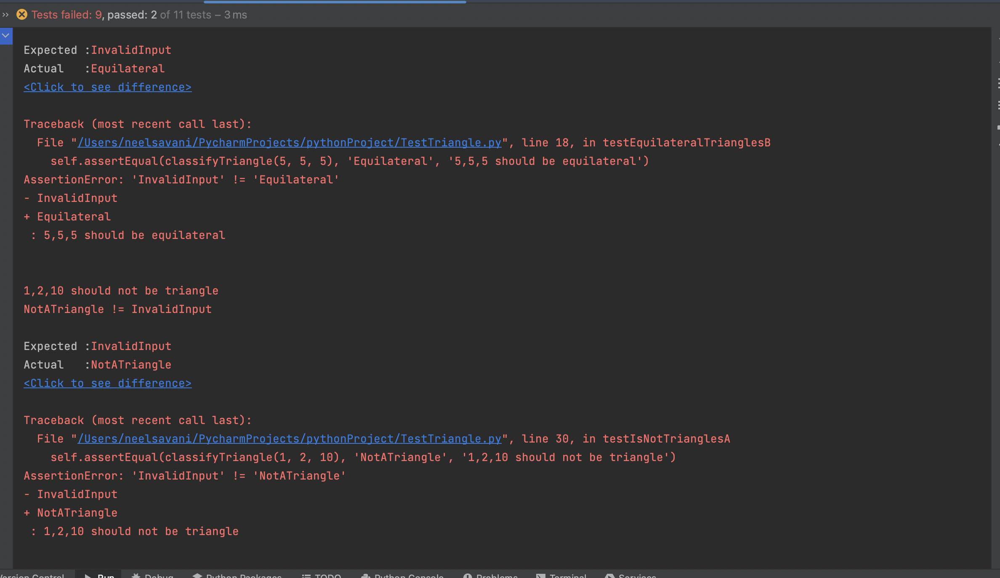 Tests failed: 9, passed: 2 of 11 tests – 3 ms
Expected :InvalidInput
Actual   :Equilateral
<Click to see difference>
Traceback (most recent call last):
  File "/Users/neelsavani/PycharmProjects/pythonProject/TestTriangle.py", line 18, in testEquilateralTrianglesB
    self.assertEqual(classifyTriangle(5, 5, 5), 'Equilateral', '5,5,5 should be equilateral')
AssertionError: 'InvalidInput' != 'Equilateral'
- InvalidInput
+ Equilateral
 : 5,5,5 should be equilateral
1,2,10 should not be triangle
NotATriangle != InvalidInput
Expected :InvalidInput
Actual   :NotATriangle
<Click to see difference>
Traceback (most recent call last):
  File "/Users/neelsavani/PycharmProjects/pythonProject/TestTriangle.py", line 30, in testIsNotTrianglesA
    self.assertEqual(classifyTriangle(1, 2, 10), 'NotATriangle', '1,2,10 should not be triangle')
AssertionError: 'InvalidInput' != 'NotATriangle'
- InvalidInput
+ NotATriangle
 : 1,2,10 should not be triangle
Version Control Run Debug Python Packages TODO Python Console Problems Terminal Services